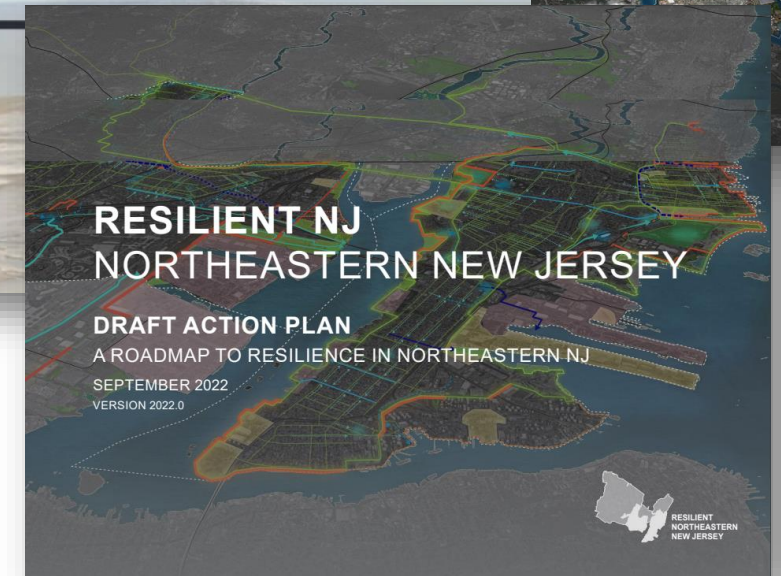 RESILIENT NJ
NORTHEASTERN NEW JERSEY
DRAFT ACTION PLAN
A ROADMAP TO RESILIENCE IN NORTHEASTERN NJ
SEPTEMBER 2022
VERSION 2022.0
RESILIENT
NORTHEASTERN
NEW JERSEY